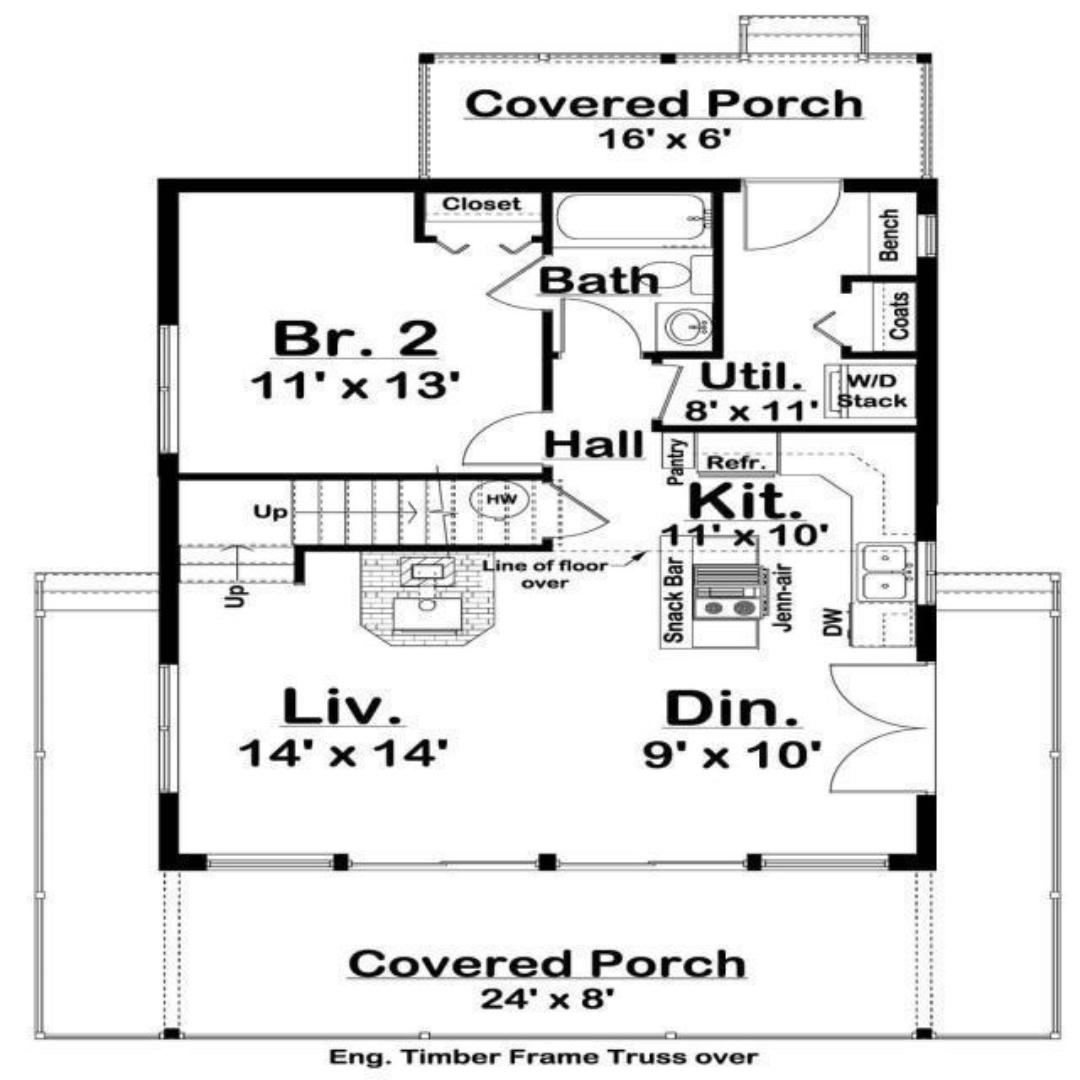 Covered Porch
16' x 6'
Closet
Bench
Bath
Coats
Br. 2
11' x 13'
Util.
8' x 11'
W/D
Stack
Hall
Pantry
Refr.
Kit.
11' x 10'
Up
HW
Up
Line of floor
over
Snack Bar
Jenn-air
DW
Liv.
14' x 14'
Din.
9' x 10'
Covered Porch
24' x 8'
Eng. Timber Frame Truss over